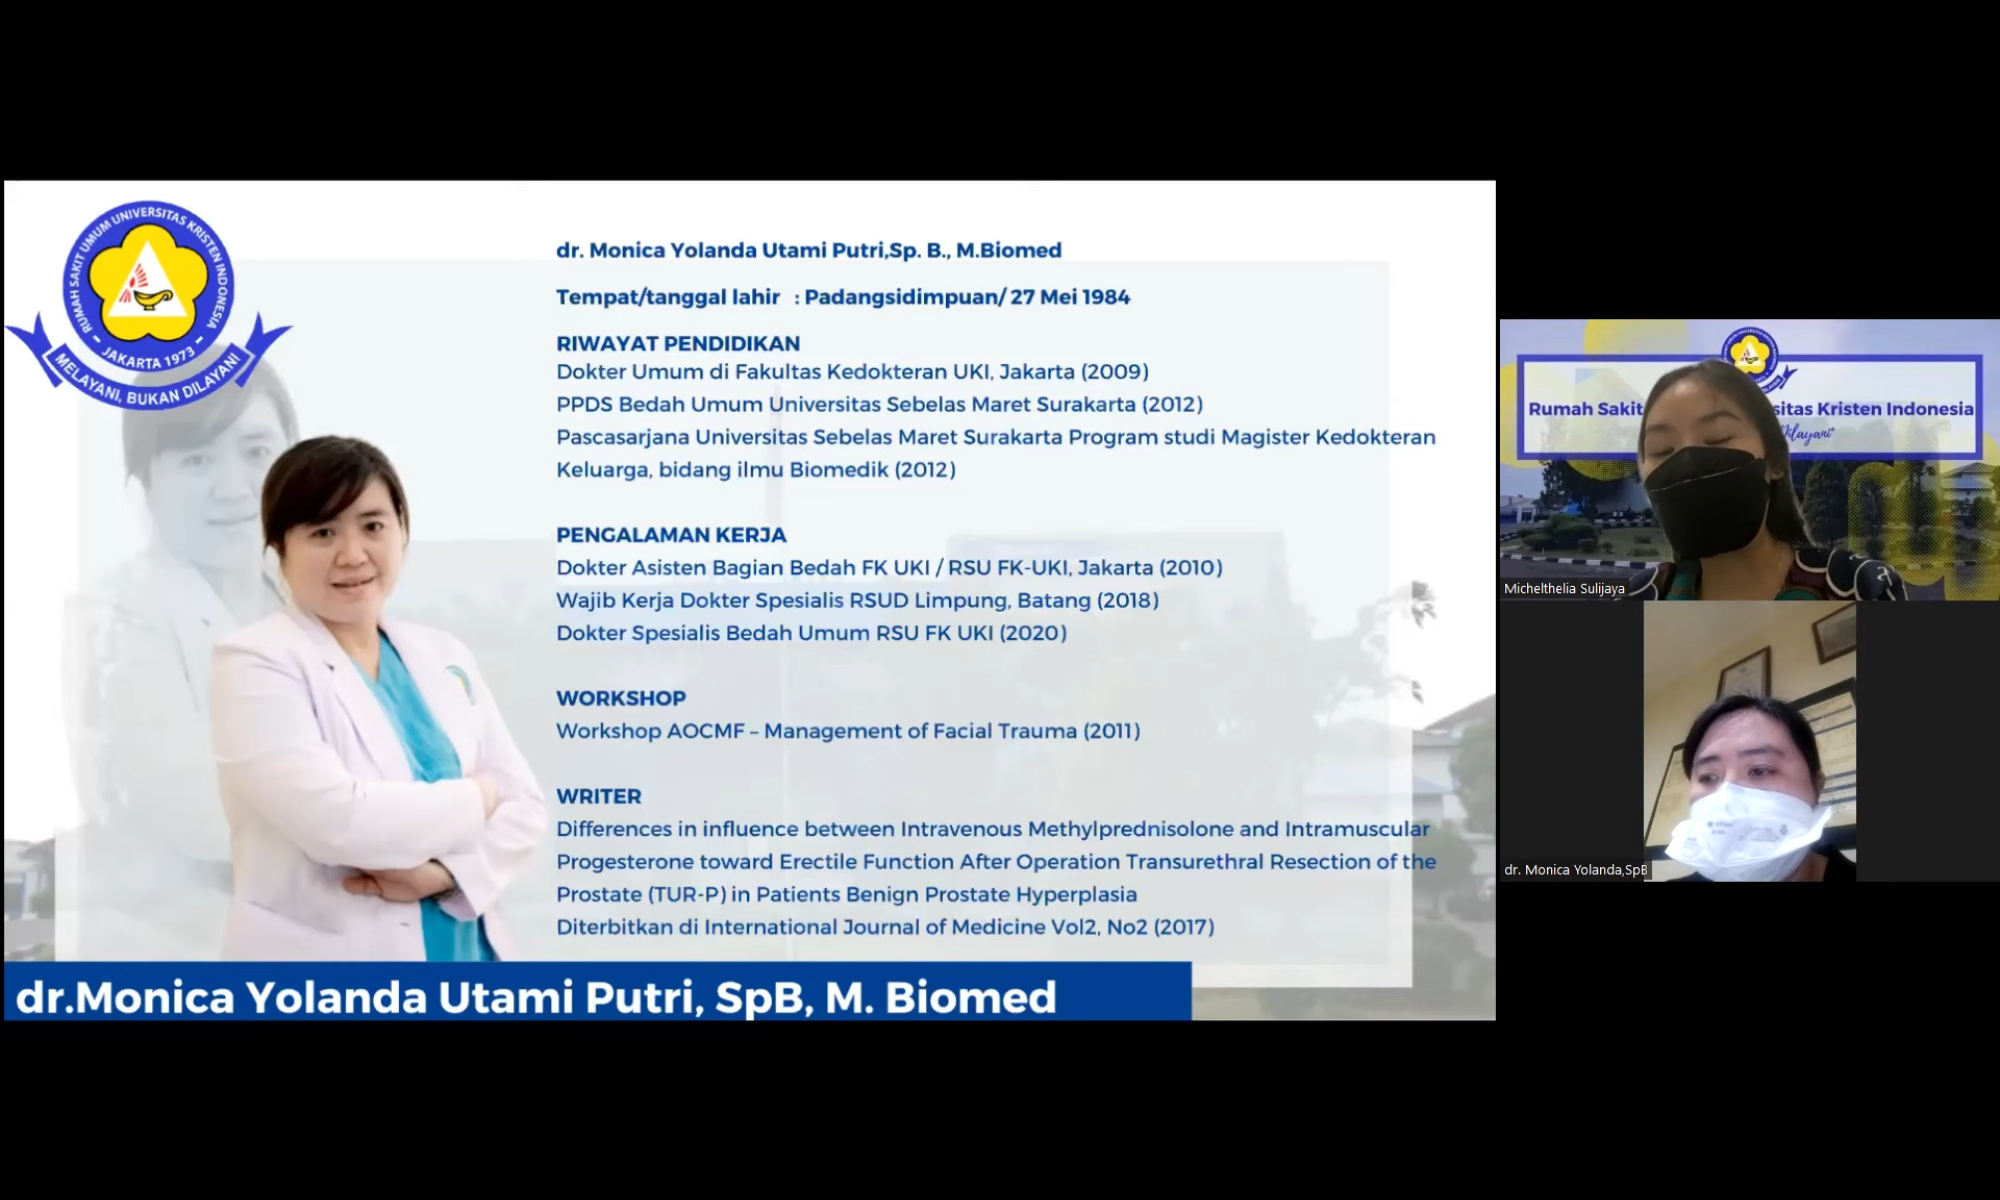 RUMAH SAKIT UMUM UNIVERSITAS KRISTEN INDONESIA
– JAKARTA 1973 –
MELAYANI, BUKAN DILAYANI
dr. Monica Yolanda Utami Putri,Sp. B., M.Biomed
Tempat/tanggal lahir : Padangsidimpuan/ 27 Mei 1984
RIWAYAT PENDIDIKAN
Dokter Umum di Fakultas Kedokteran UKI, Jakarta (2009)
PPDS Bedah Umum Universitas Sebelas Maret Surakarta (2012)
Pascasarjana Universitas Sebelas Maret Surakarta Program studi Magister Kedokteran
Keluarga, bidang ilmu Biomedik (2012)
PENGALAMAN KERJA
Dokter Asisten Bagian Bedah FK UKI / RSU FK-UKI, Jakarta (2010)
Wajib Kerja Dokter Spesialis RSUD Limpung, Batang (2018)
Dokter Spesialis Bedah Umum RSU FK UKI (2020)
WORKSHOP
Workshop AOCMF – Management of Facial Trauma (2011)
WRITER
Differences in influence between Intravenous Methylprednisolone and Intramuscular
Progesterone toward Erectile Function After Operation Transurethral Resection of the
Prostate (TUR-P) in Patients Benign Prostate Hyperplasia
Diterbitkan di International Journal of Medicine Vol2, No2 (2017)
dr.Monica Yolanda Utami Putri, SpB, M. Biomed
Rumah Sakit sitas Kristen Indonesia
Dilayani"
Michelthelia Sulijaya
dr. Monica Yolanda,SpB